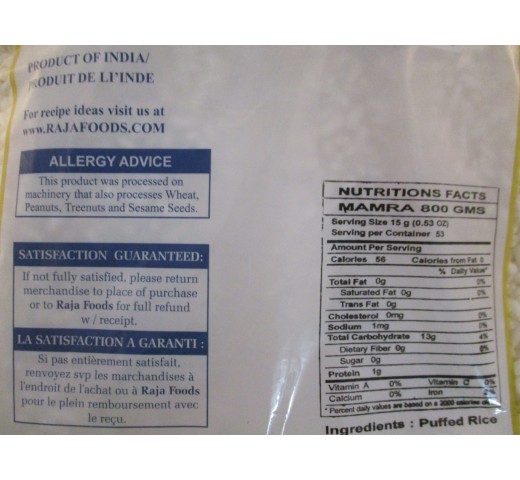 PRODUCT OF INDIA/
PRODUIT DE LI'INDE
For recipe ideas visit us at
www.RAJAFOODS.COM
ALLERGY ADVICE
This product was processed on
machinery that also processes Wheat,
Peanuts, Treenuts and Sesame Seeds.
SATISFACTION GUARANTEED:
If not fully satisfied, please return
merchandise to place of purchase
or to Raja Foods for full refund
w / receipt.
LA SATISFACTION A GARANTI :
Si pas entièrement satisfait,
renvoyez svp les marchandises à
l'endroit de l'achat ou à Raja Foods
pour le plein remboursement avec
le reçu.
NUTRITIONS FACTS
MAMRA 800 GMS
Serving Size 15 g (0.53 OZ)
Serving per Container 53
Amount Per Serving
Calories 56 Calories from Fat 0
% Daily Value*
Total Fat 0g 0%
Saturated Fat 0g 0%
Trans Fat 0g
Cholesterol 0mg 0%
Sodium 1mg 0%
Total Carbohydrate 13g 4%
Dietary Fiber 0g 0%
Sugar 0g
Protein 1g
Vitamin A 0% Vitamin C 0%
Calcium 0% Iron 4%
* Percent daily values are based on a 2000 calories diet
Ingredients : Puffed Rice